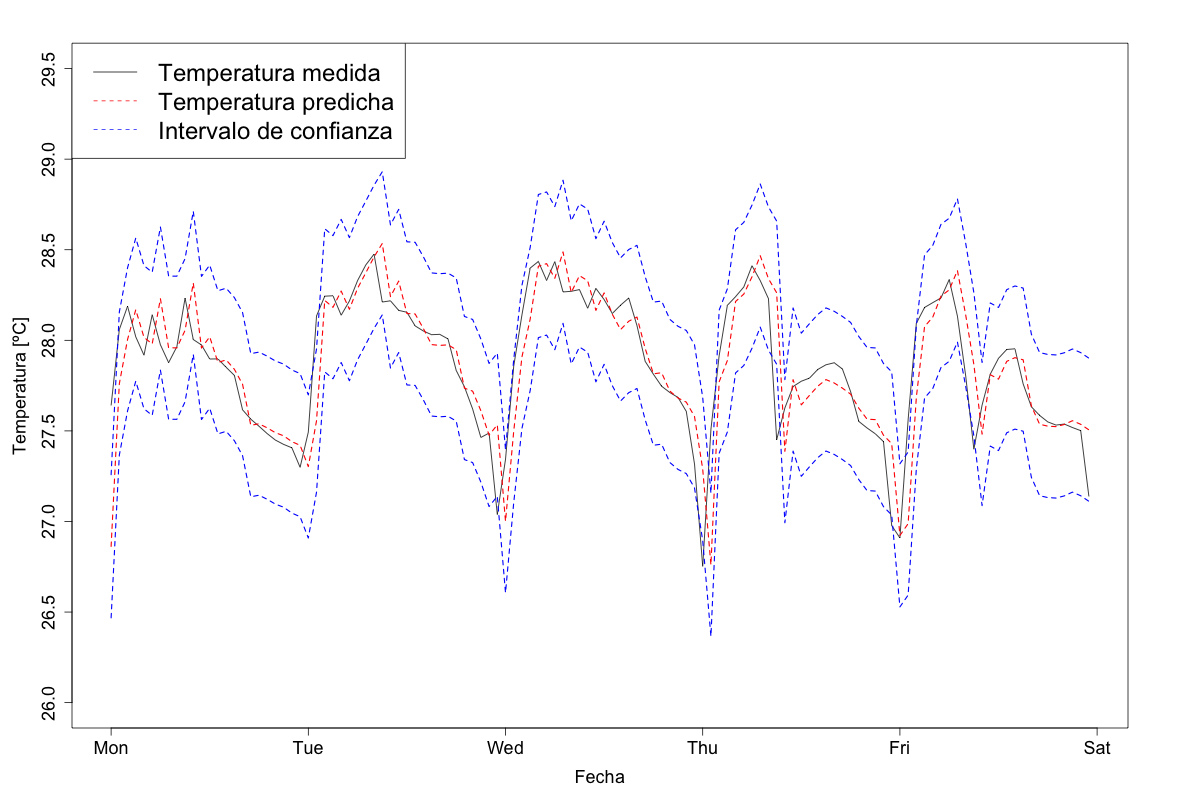 Temperatura medida
Temperatura predicha
Intervalo de confianza
29.5
29.0
28.5
28.0
27.5
27.0
26.5
26.0
Temperatura [ºC]
Mon Tue Wed Thu Fri Sat
Fecha